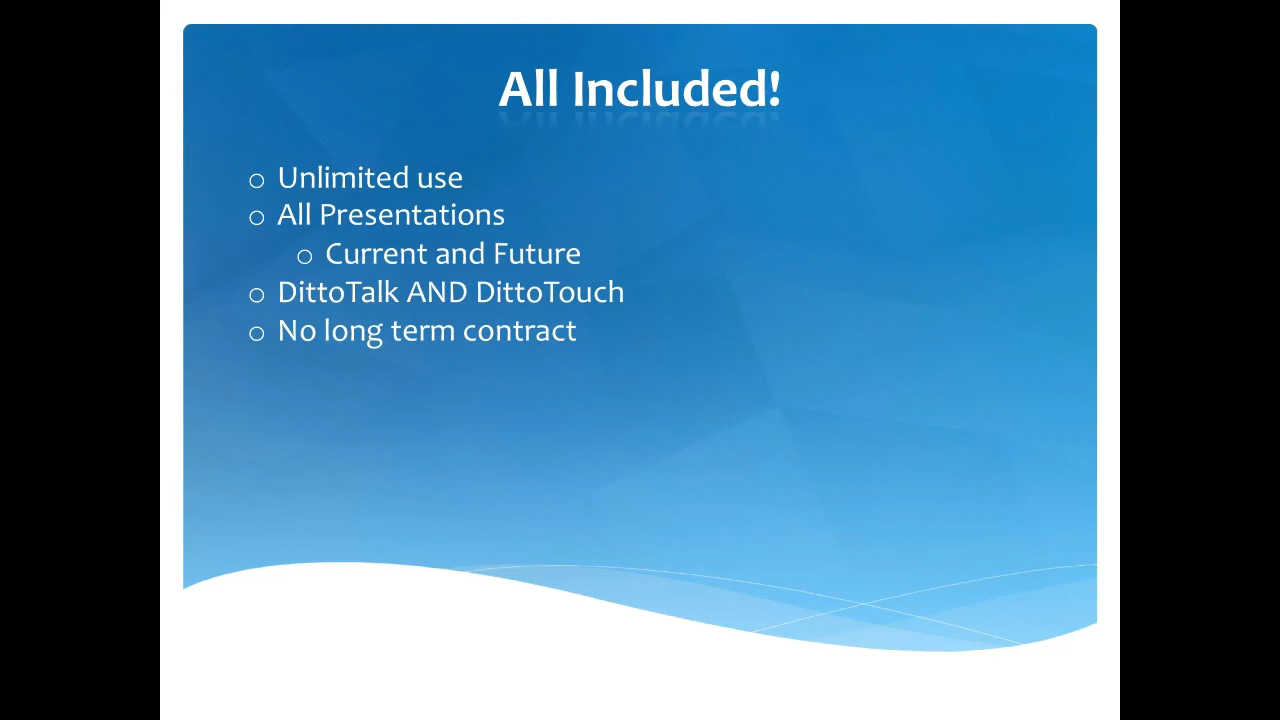 All Included!
Unlimited use
All Presentations
Current and Future
DittoTalk AND DittoTouch
No long term contract